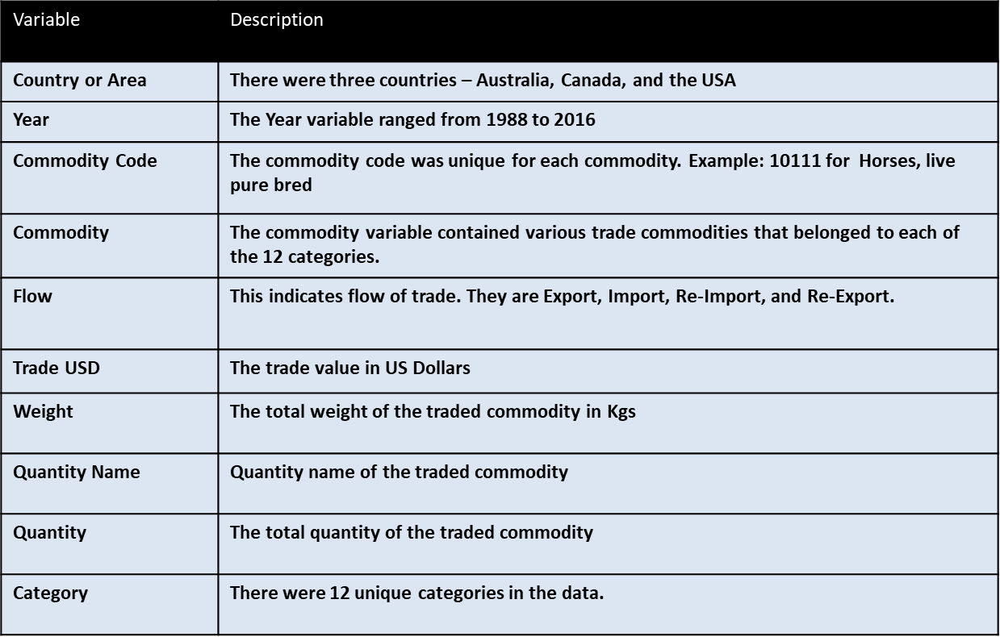 Variable Description
Country or Area There were three countries – Australia, Canada, and the USA
Year The Year variable ranged from 1988 to 2016
Commodity Code The commodity code was unique for each commodity. Example: 10111 for Horses, live
pure bred
Commodity The commodity variable contained various trade commodities that belonged to each of
the 12 categories.
Flow This indicates flow of trade. They are Export, Import, Re-Import, and Re-Export.
Trade USD The trade value in US Dollars
Weight The total weight of the traded commodity in Kgs
Quantity Name Quantity name of the traded commodity
Quantity The total quantity of the traded commodity
Category There were 12 unique categories in the data.